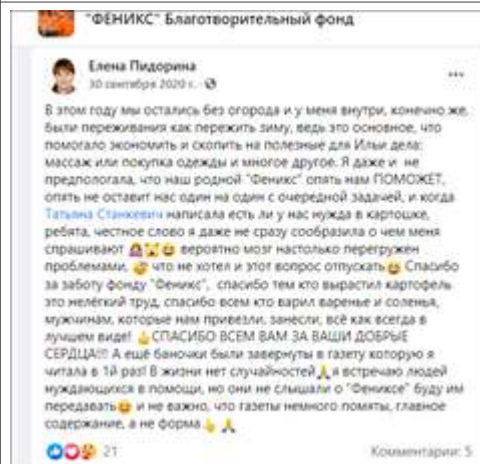 "ФЕНИКС" Благотворительный фонд
Елена Пидорина
30 сентября 2020 г.
В этом году мы остались без огорода и у меня внутри, конечно же,
были переживания как пережить зиму, ведь это основное, что
помогало экономить и скопить на полезные для Ильи дела:
массаж или покупка одежды и многое другое. Я даже и не
предпологала, что наш родной "Феникс" опять нам ПОМОЖЕТ,
опять не оставит нас один на один с очередной задачей, и когда
Татьяна Станкевич написала есть ли у нас нужда в картошке,
ребята, честное слово я даже не сразу сообразила о чем меня
спрашивают 🤷‍♀️🙀😄 вероятно мозг настолько перегружен
проблемами, 🥴 что не хотел и этот вопрос отпускать😄 Спасибо
за заботу фонду "Феникс", спасибо тем кто вырастил картофель
это нелёгкий труд, спасибо всем кто варил варенье и соленья,
мужчинам, которые нам привезли, занесли, всё как всегда в
лучшем виде! 👍СПАСИБО ВСЕМ ВАМ ЗА ВАШИ ДОБРЫЕ
СЕРДЦА!!! А ещё баночки были завернуты в газету которую я
читала в 1й раз!! В жизни нет случайностей🙏я встречаю людей
нуждающихся в помощи, но они не слышали о "Фениксе" буду им
передавать😄 и не важно, что газеты немного помяты, главное
содержание, а не форма👍 🙏
21
Комментарии: 5